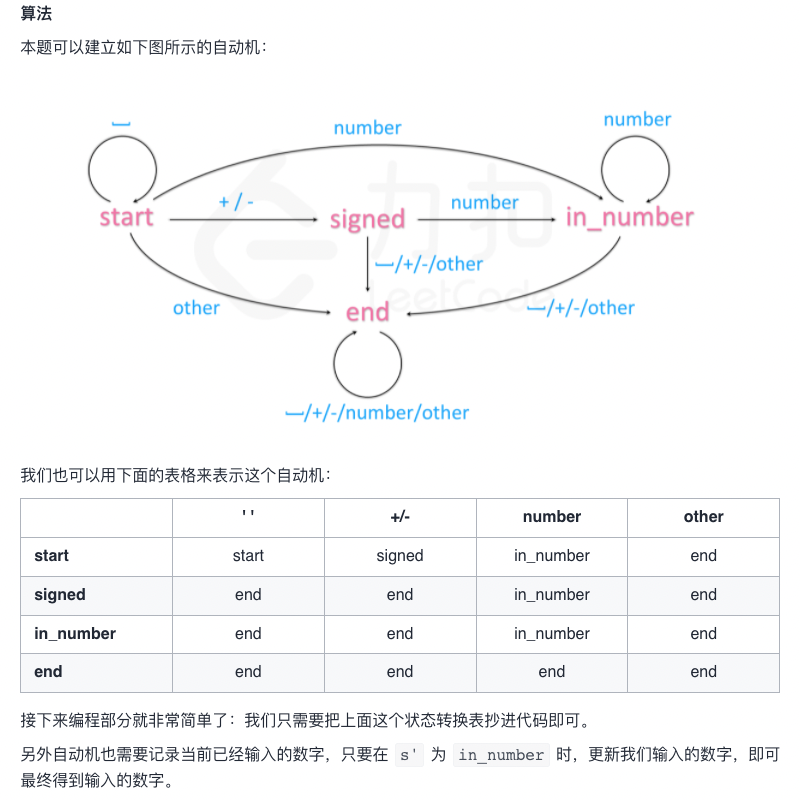 算法
本题可以建立如下图所示的自动机：
number
number
+ / -
number
start
signed
in_number
␣/+/-/other
other
end
␣/+/-/other
␣/+/-/number/other
力扣
LeetCode
我们也可以用下面的表格来表示这个自动机：
' ' +/- number other
start start signed in_number end
signed end end in_number end
in_number end end in_number end
end end end end end
接下来编程部分就非常简单了：我们只需要把上面这个状态转换表抄进代码即可。
另外自动机也需要记录当前已经输入的数字，只要在 s' 为 in_number 时，更新我们输入的数字，即可
最终得到输入的数字。